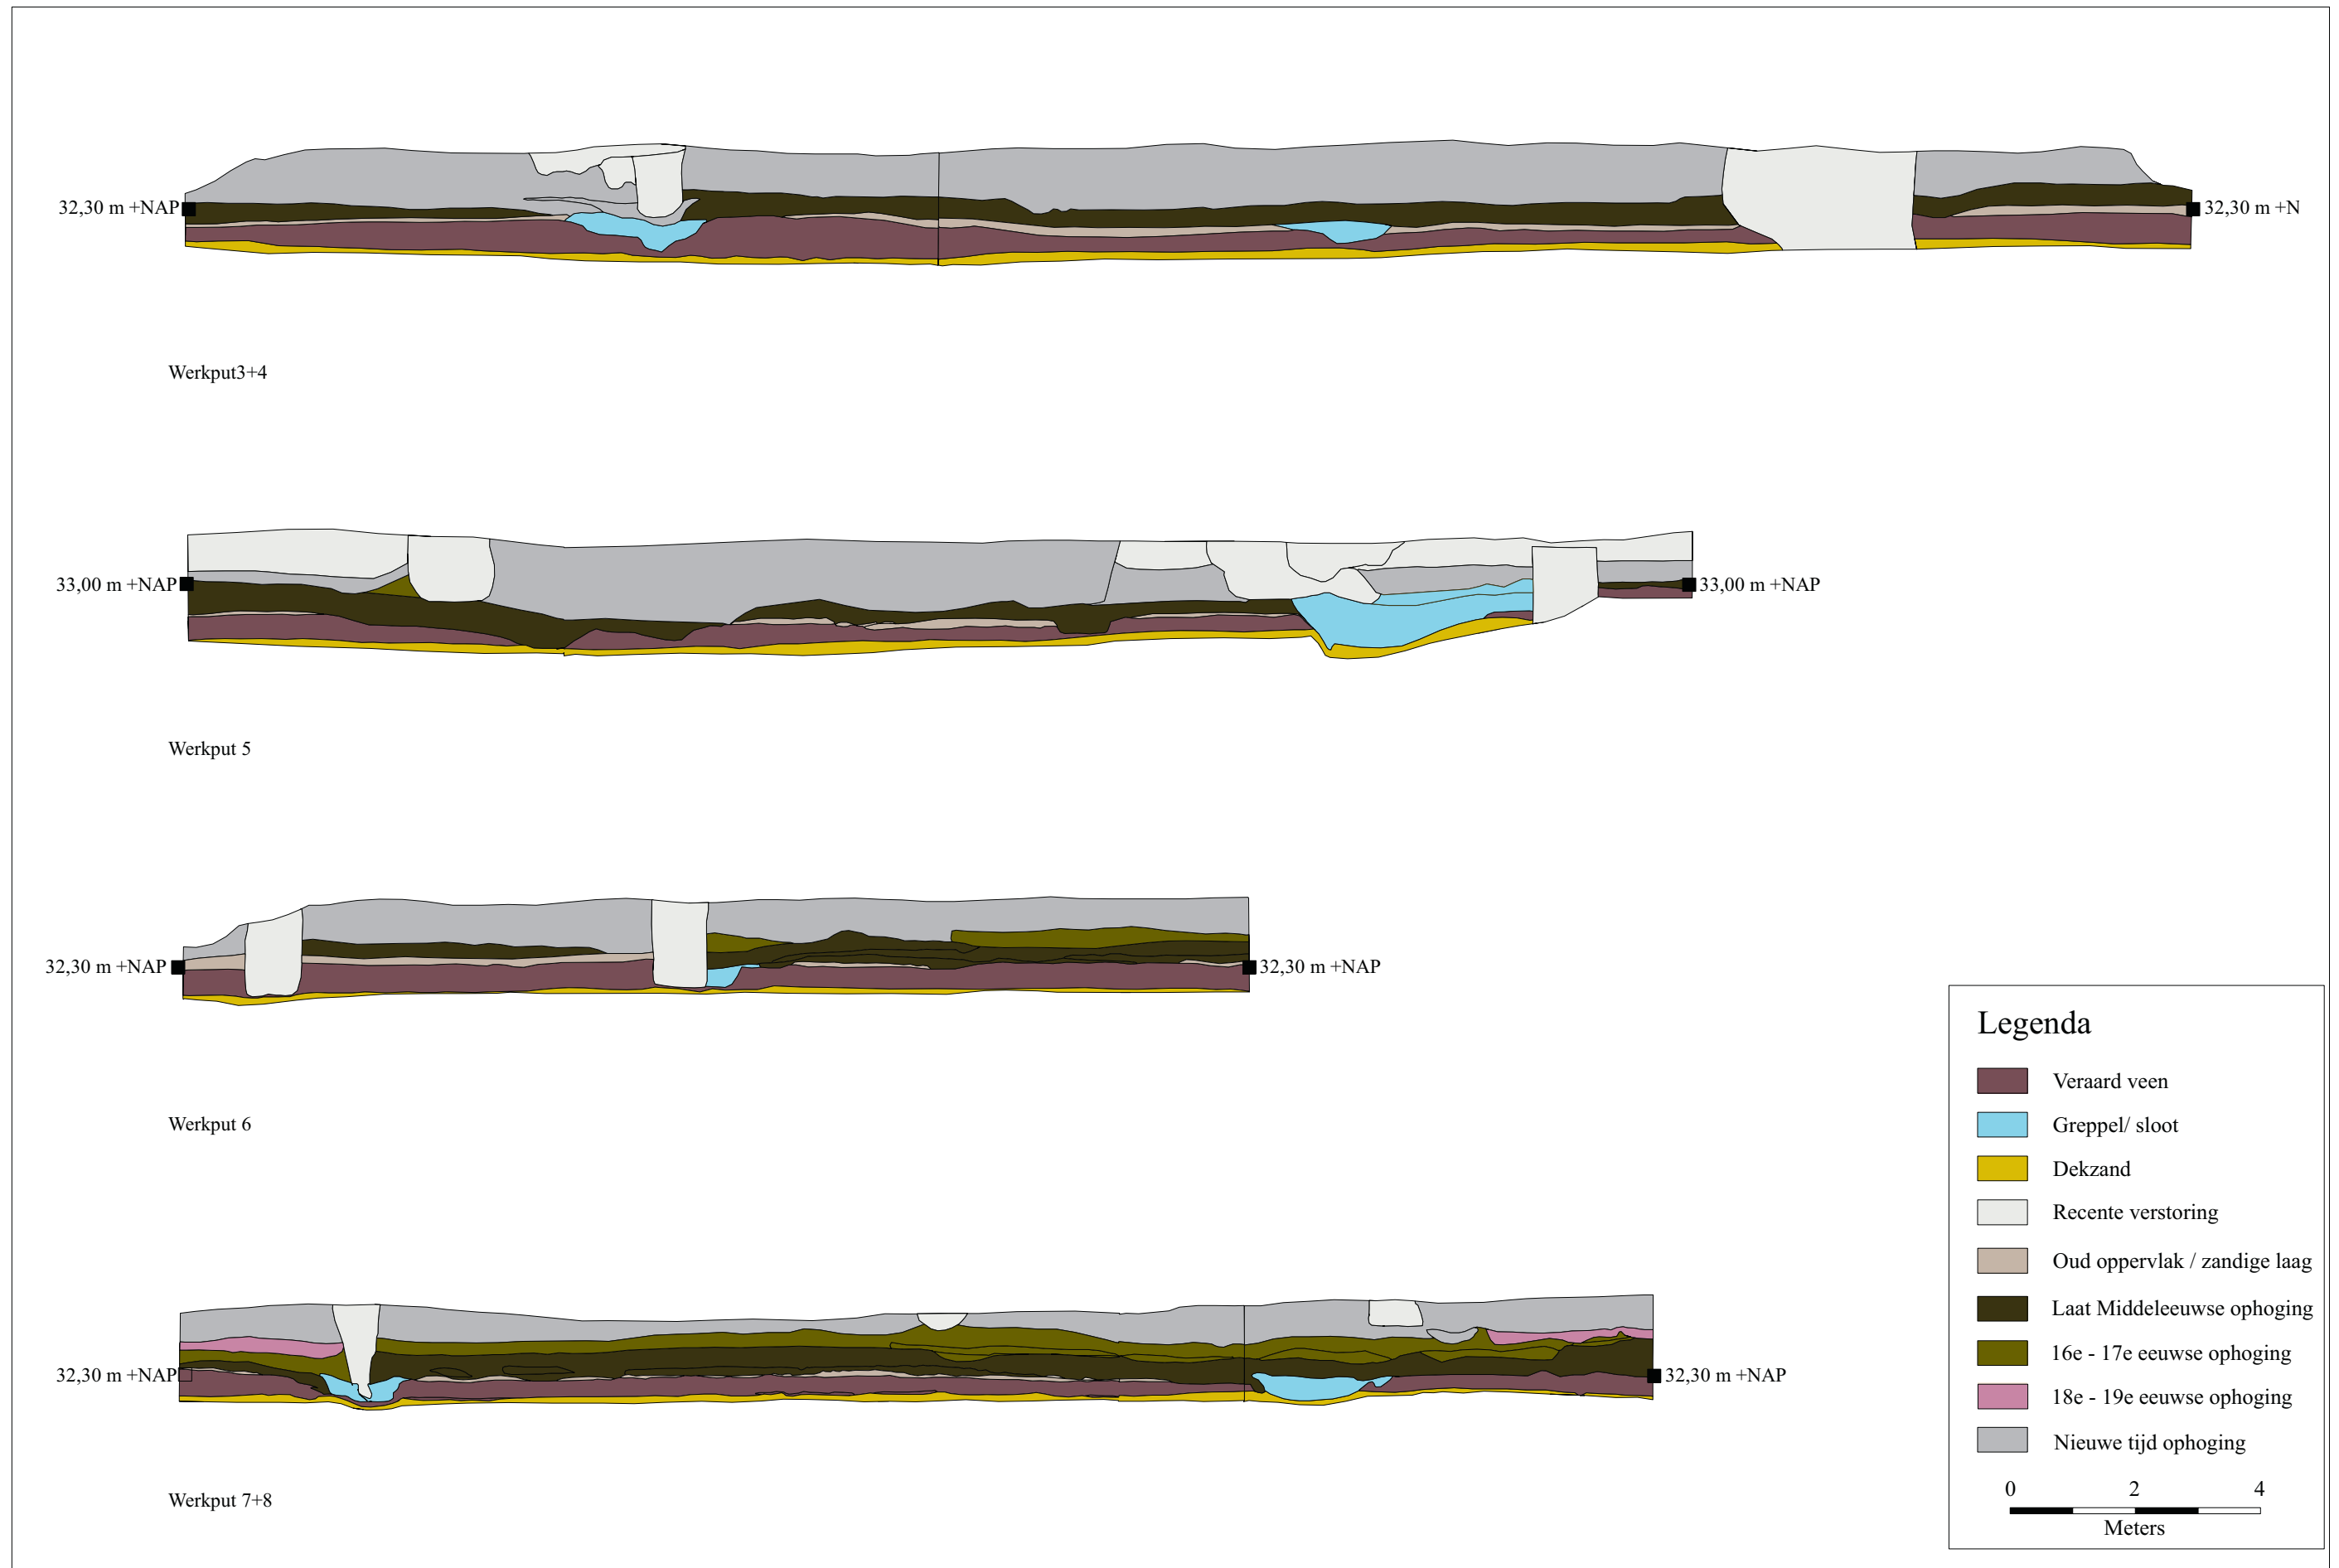 32,30 m +NAP
32,30 m +N
Werkput3+4
33,00 m +NAP
33,00 m +NAP
Werkput 5
32,30 m +NAP
32,30 m +NAP
Werkput 6
32,30 m +NAP
32,30 m +NAP
Werkput 7+8
Legenda
Veraard veen
Greppel/ sloot
Dekzand
Recente verstoring
Oud oppervlak / zandige laag
Laat Middeleeuwse ophoging
16e - 17e eeuwse ophoging
18e - 19e eeuwse ophoging
Nieuwe tijd ophoging
0 2 4
Meters